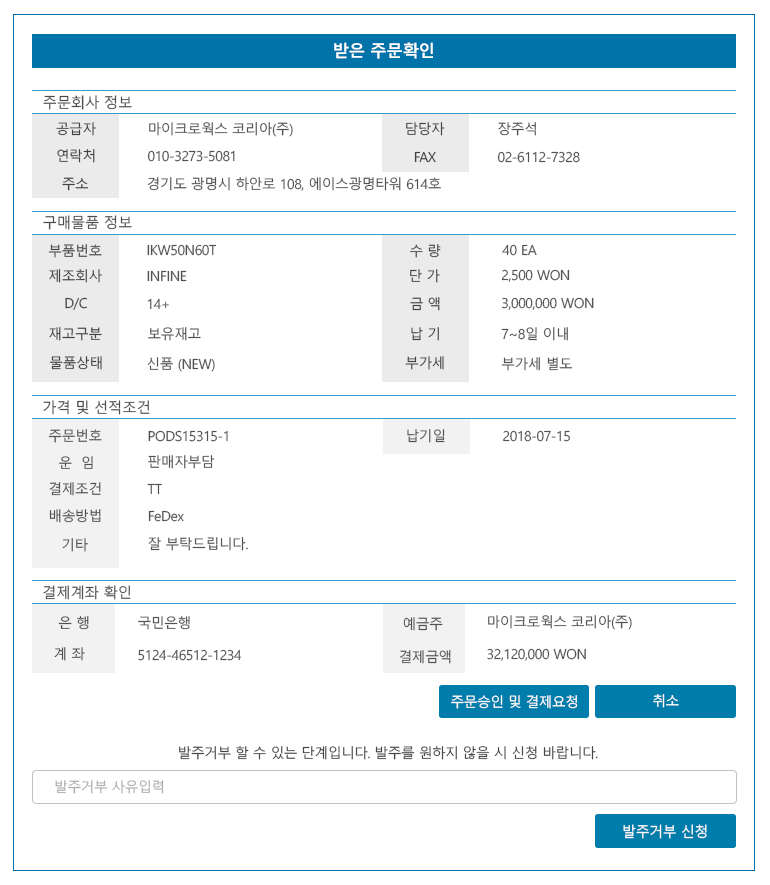 받은 주문확인
주문회사 정보
공급자 마이크로웍스 코리아(주) 담당자 장주석
연락처 010-3273-5081 FAX 02-6112-7328
주소 경기도 광명시 하안로 108, 에이스광명타워 614호
구매물품 정보
부품번호 IKW50N60T 수 량 40 EA
제조회사 INFINE 단 가 2,500 WON
D/C 14+ 금 액 3,000,000 WON
재고구분 보유재고 납 기 7~8일 이내
물품상태 신품 (NEW) 부가세 부가세 별도
가격 및 선적조건
주문번호 PODS15315-1 납기일 2018-07-15
운 임 판매자부담
결제조건 TT
배송방법 FeDex
기타 잘 부탁드립니다.
결제계좌 확인
은 행 국민은행 예금주 마이크로웍스 코리아(주)
계 좌 5124-46512-1234 결제금액 32,120,000 WON
주문승인 및 결제요청 취소
발주거부 할 수 있는 단계입니다. 발주를 원하지 않을 시 신청 바랍니다.
발주거부 사유입력
발주거부 신청